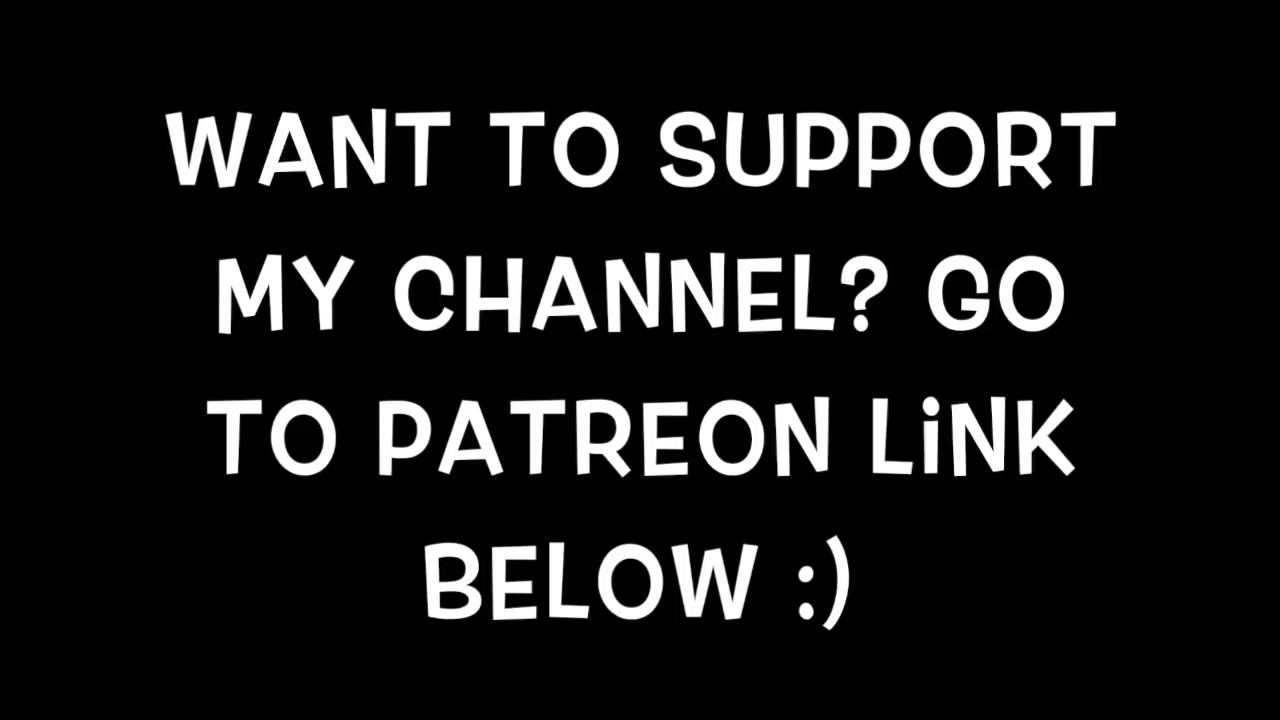 WANT TO SUPPORT
MY CHANNEL? GO
TO PATREON LiNK
BELOW :)